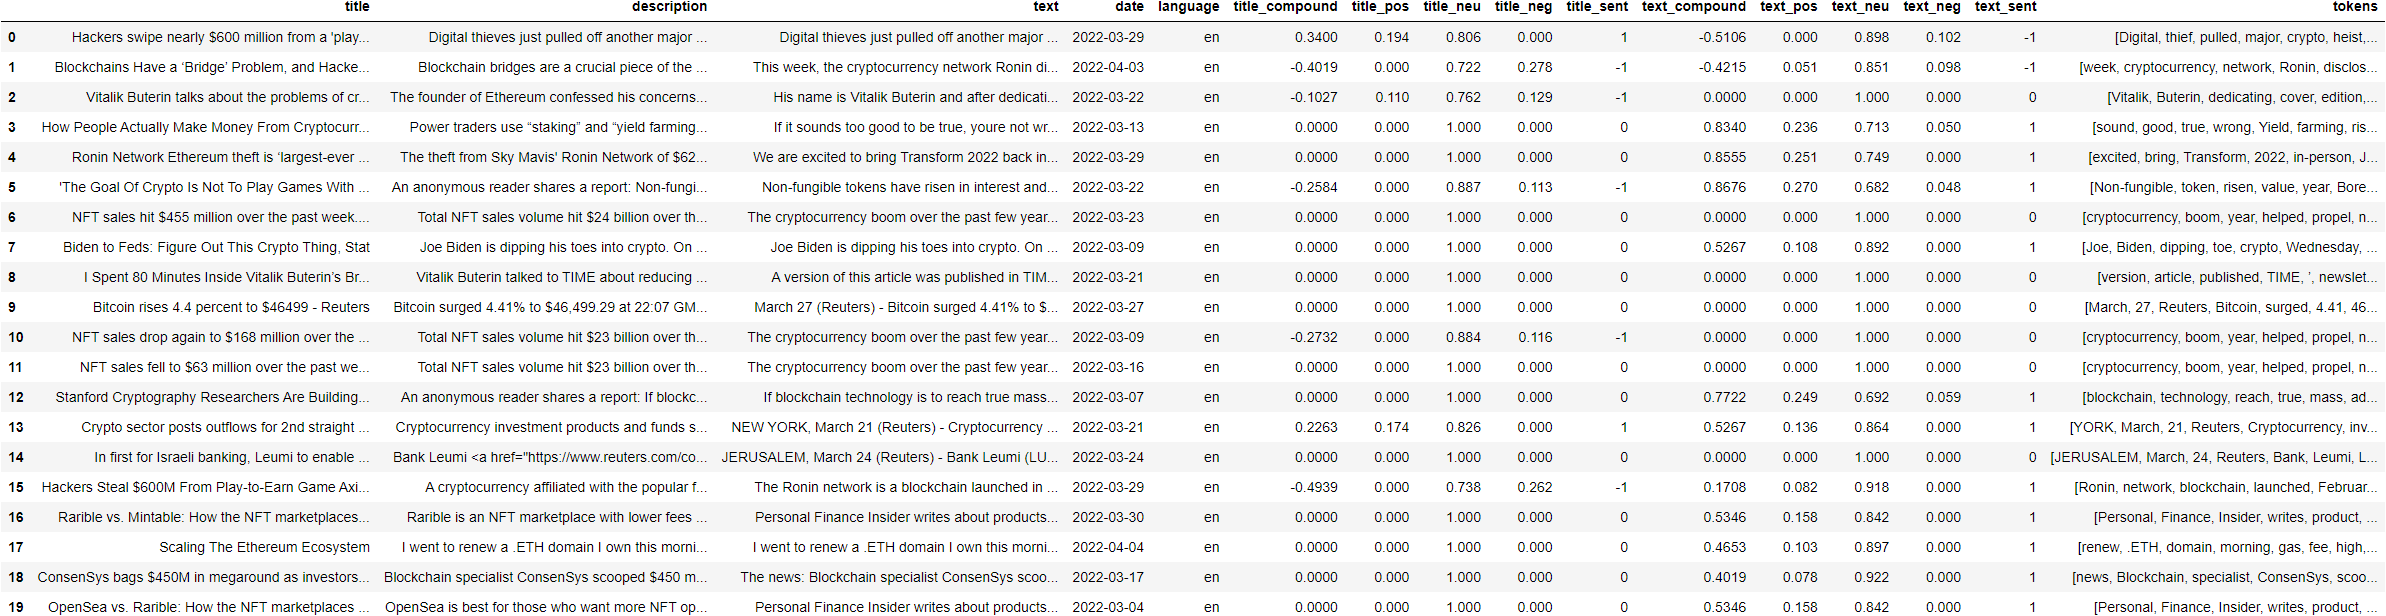 title description text date language title_compound title_pos title_neu title_neg title_sent text_compound text_pos text_neu text_neg text_sent tokens
0 Hackers swipe nearly $600 million from a 'play... Digital thieves just pulled off another major ... Digital thieves just pulled off another major ... 2022-03-29 en 0.3400 0.194 0.806 0.000 1 -0.5106 0.000 0.898 0.102 -1 [Digital, thief, pulled, major, crypto, heist,...
1 Blockchains Have a ‘Bridge’ Problem, and Hacke... Blockchain bridges are a crucial piece of the ... This week, the cryptocurrency network Ronin di... 2022-04-03 en -0.4019 0.000 0.722 0.278 -1 -0.4215 0.051 0.851 0.098 -1 [week, cryptocurrency, network, Ronin, disclos...
2 Vitalik Buterin talks about the problems of cr... The founder of Ethereum confessed his concerns... His name is Vitalik Buterin and after dedicati... 2022-03-22 en -0.1027 0.110 0.762 0.129 -1 0.0000 0.000 1.000 0.000 0 [Vitalik, Buterin, dedicating, cover, edition,...
3 How People Actually Make Money From Cryptocurr... Power traders use “staking” and “yield farming... If it sounds too good to be true, youre not wr... 2022-03-13 en 0.0000 0.000 1.000 0.000 0 0.8340 0.236 0.713 0.050 1 [sound, good, true, wrong, Yield, farming, ris...
4 Ronin Network Ethereum theft is ‘largest-ever ... The theft from Sky Mavis' Ronin Network of $62... We are excited to bring Transform 2022 back in... 2022-03-29 en 0.0000 0.000 1.000 0.000 0 0.8555 0.251 0.749 0.000 1 [excited, bring, Transform, 2022, in-person, J...
5 'The Goal Of Crypto Is Not To Play Games With ... An anonymous reader shares a report: Non-fungi... Non-fungible tokens have risen in interest and... 2022-03-22 en -0.2584 0.000 0.887 0.113 -1 0.8676 0.270 0.682 0.048 1 [Non-fungible, token, risen, value, year, Bore...
6 NFT sales hit $455 million over the past week.... Total NFT sales volume hit $24 billion over th... The cryptocurrency boom over the past few year... 2022-03-23 en 0.0000 0.000 1.000 0.000 0 0.0000 0.000 1.000 0.000 0 [cryptocurrency, boom, year, helped, propel, n...
7 Biden to Feds: Figure Out This Crypto Thing, Stat Joe Biden is dipping his toes into crypto. On ... Joe Biden is dipping his toes into crypto. On ... 2022-03-09 en 0.0000 0.000 1.000 0.000 0 0.5267 0.108 0.892 0.000 1 [Joe, Biden, dipping, toe, crypto, Wednesday, ...
8 I Spent 80 Minutes Inside Vitalik Buterin’s Br... Vitalik Buterin talked to TIME about reducing ... A version of this article was published in TIM... 2022-03-21 en 0.0000 0.000 1.000 0.000 0 0.0000 0.000 1.000 0.000 0 [version, article, published, TIME, ’, newslet...
9 Bitcoin rises 4.4 percent to $46499 - Reuters Bitcoin surged 4.41% to $46,499.29 at 22:07 GM... March 27 (Reuters) - Bitcoin surged 4.41% to $... 2022-03-27 en 0.0000 0.000 1.000 0.000 0 0.0000 0.000 1.000 0.000 0 [March, 27, Reuters, Bitcoin, surged, 4.41, 46...
10 NFT sales drop again to $168 million over the ... Total NFT sales volume hit $23 billion over th... The cryptocurrency boom over the past few year... 2022-03-09 en -0.2732 0.000 0.884 0.116 -1 0.0000 0.000 1.000 0.000 0 [cryptocurrency, boom, year, helped, propel, n...
11 NFT sales fell to $63 million over the past we... Total NFT sales volume hit $23 billion over th... The cryptocurrency boom over the past few year... 2022-03-16 en 0.0000 0.000 1.000 0.000 0 0.0000 0.000 1.000 0.000 0 [cryptocurrency, boom, year, helped, propel, n...
12 Stanford Cryptography Researchers Are Building... An anonymous reader shares a report: If blockc... If blockchain technology is to reach true mass... 2022-03-07 en 0.0000 0.000 1.000 0.000 0 0.7722 0.249 0.692 0.059 1 [blockchain, technology, reach, true, mass, ad...
13 Crypto sector posts outflows for 2nd straight ... Cryptocurrency investment products and funds s... NEW YORK, March 21 (Reuters) - Cryptocurrency ... 2022-03-21 en 0.2263 0.174 0.826 0.000 1 0.5267 0.136 0.864 0.000 1 [YORK, March, 21, Reuters, Cryptocurrency, inv...
14 In first for Israeli banking, Leumi to enable ... Bank Leumi <a href="https://www.reuters.com/co... JERUSALEM, March 24 (Reuters) - Bank Leumi (LU... 2022-03-24 en 0.0000 0.000 1.000 0.000 0 0.0000 0.000 1.000 0.000 0 [JERUSALEM, March, 24, Reuters, Bank, Leumi, L...
15 Hackers Steal $600M From Play-to-Earn Game Axi... A cryptocurrency affiliated with the popular f... The Ronin network is a blockchain launched in ... 2022-03-29 en -0.4939 0.000 0.738 0.262 -1 0.1708 0.082 0.918 0.000 1 [Ronin, network, blockchain, launched, Februar...
16 Rarible vs. Mintable: How the NFT marketplaces... Rarible is an NFT marketplace with lower fees ... Personal Finance Insider writes about products... 2022-03-30 en 0.0000 0.000 1.000 0.000 0 0.5346 0.158 0.842 0.000 1 [Personal, Finance, Insider, writes, product, ...
17 Scaling The Ethereum Ecosystem I went to renew a .ETH domain I own this morni... I went to renew a .ETH domain I own this morni... 2022-04-04 en 0.0000 0.000 1.000 0.000 0 0.4653 0.103 0.897 0.000 1 [renew, .ETH, domain, morning, gas, fee, high,...
18 ConsenSys bags $450M in megaround as investors... Blockchain specialist ConsenSys scooped $450 m... The news: Blockchain specialist ConsenSys scoo... 2022-03-17 en 0.0000 0.000 1.000 0.000 0 0.4019 0.078 0.922 0.000 1 [news, Blockchain, specialist, ConsenSys, scoo...
19 OpenSea vs. Rarible: How the NFT marketplaces ... OpenSea is best for those who want more NFT op... Personal Finance Insider writes about products... 2022-03-04 en 0.0000 0.000 1.000 0.000 0 0.5346 0.158 0.842 0.000 1 [Personal, Finance, Insider, writes, product, ...